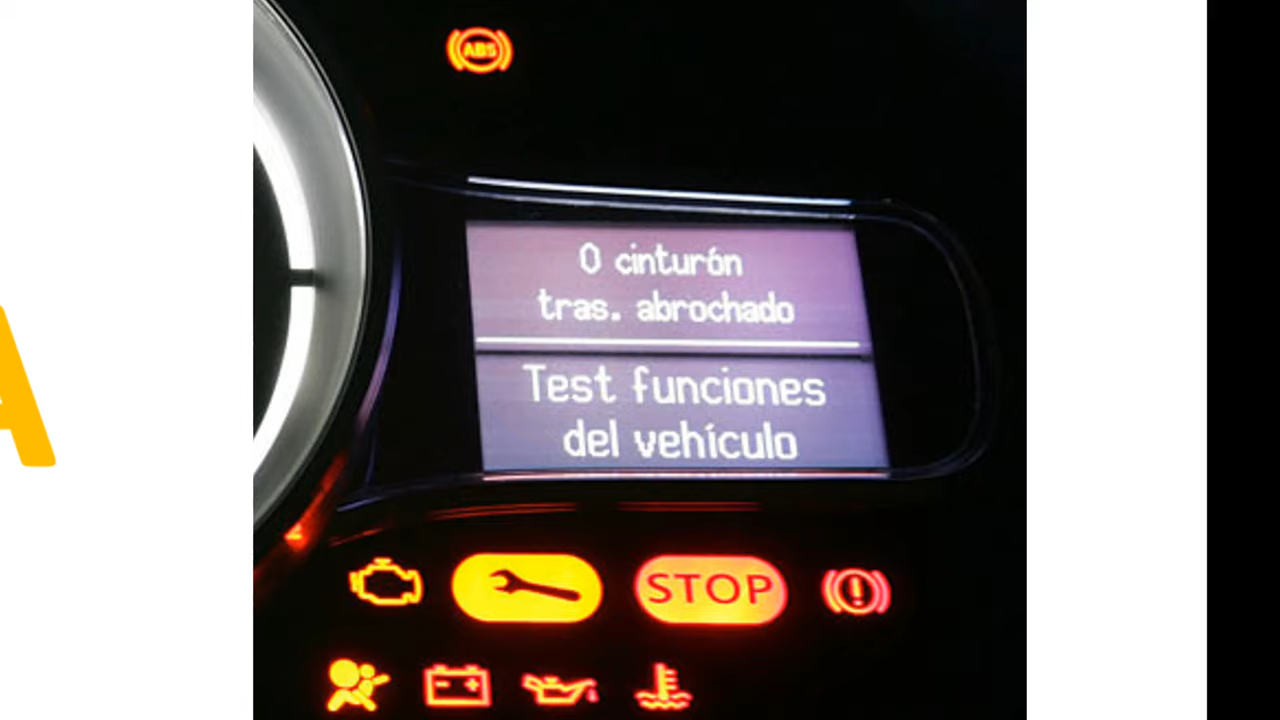 ABS
0 cinturón
tras. abrochado
Test funciones
del vehículo
STOP
A